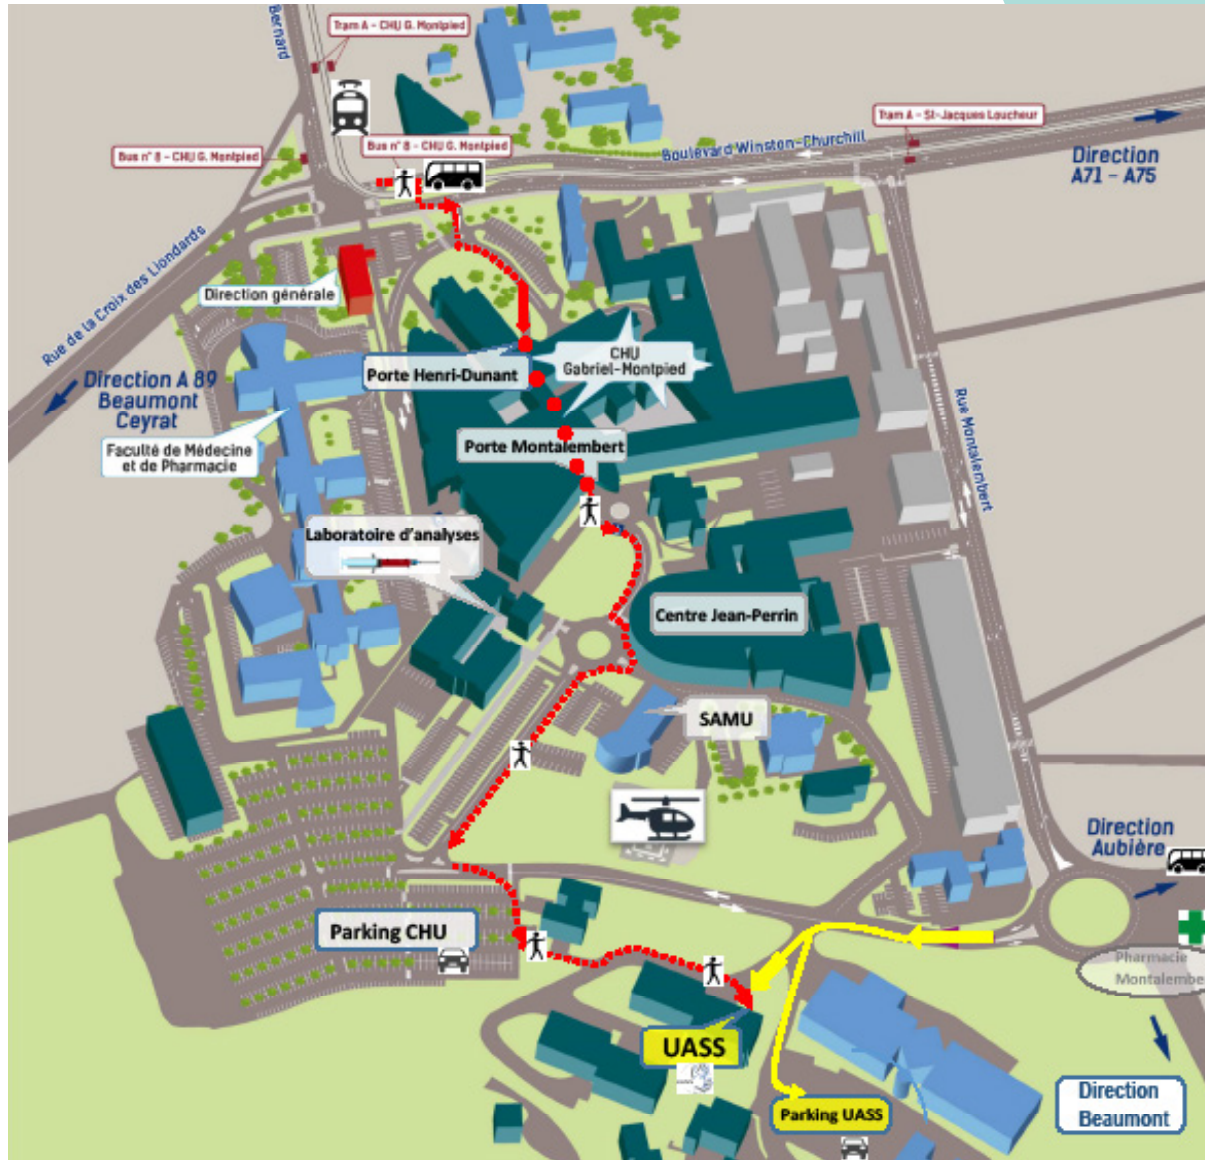 Bernard
Tram A - CHU G. Montpied
Tram A - St-Jacques Loucheur
Bus n° 8 - CHU G. Montpied
Bus n° 8 - CHU G. Montpied
Boulevard Winston-Churchill
Direction
A71 - A75
Rue de la Croix des Liondards
Direction générale
CHU
Gabriel-Montpied
Porte Henri-Dunant
Direction A 89
Beaumont
Ceyrat
Rue Montalembert
Faculté de Médecine
et de Pharmacie
Porte Montalembert
Laboratoire d'analyses
Centre Jean-Perrin
SAMU
Direction
Aubière
Parking CHU
Pharmacie
Montalembe
UASS
Parking UASS
Direction
Beaumont